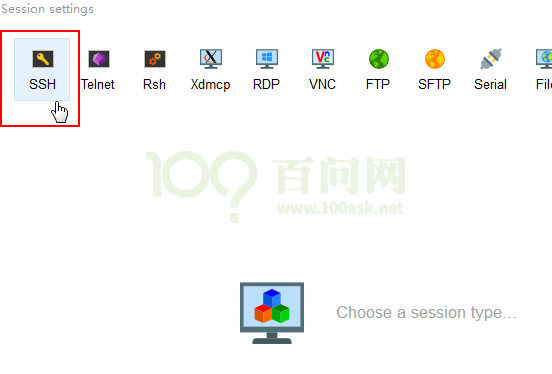 Session settings
SSH Telnet Rsh Xdmcp RDP VNC FTP SFTP Serial File
100? 百问网
www.100ask.net
Choose a session type...